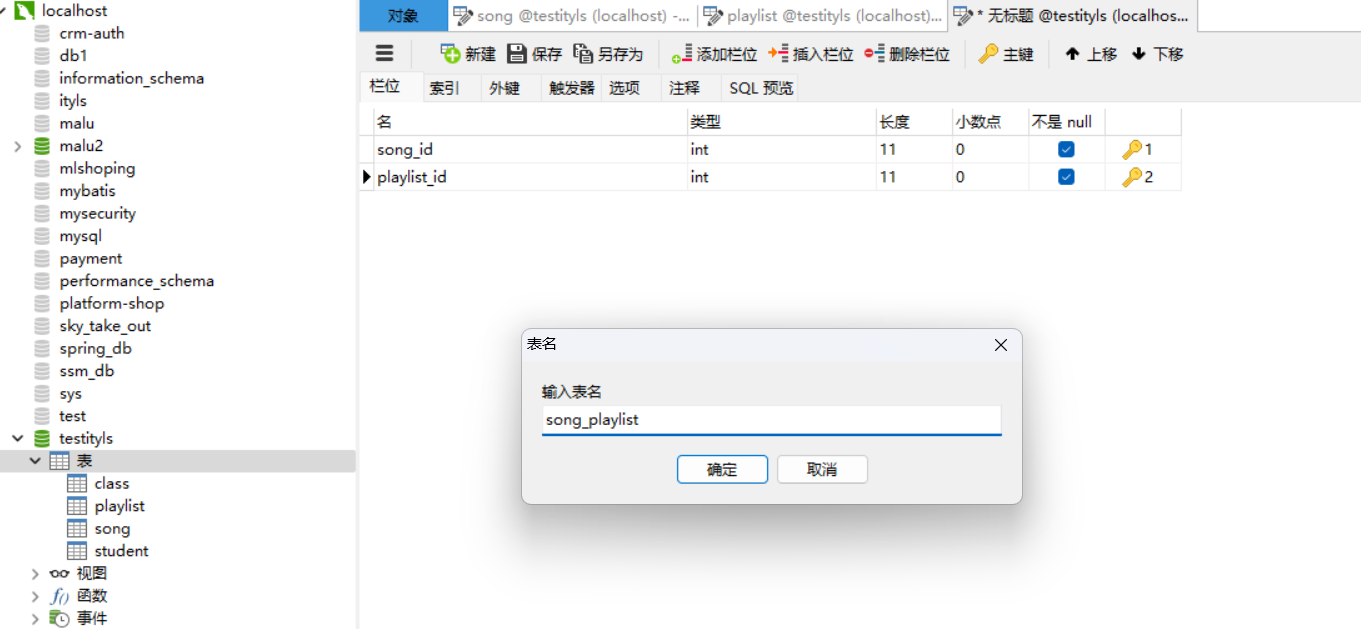 localhost
crm-auth
db1
information_schema
ityls
malu
malu2
mlshoping
mybatis
mysecurity
mysql
payment
performance_schema
platform-shop
sky_take_out
spring_db
ssm_db
sys
test
testityls
表
class
playlist
song
student
视图
函数
事件
对象 song @testityls (localhost) -... playlist @testityls (localhost)... * 无标题 @testityls (localhos...
新建 保存 另存为 添加栏位 插入栏位 删除栏位 主键 上移 下移
栏位 索引 外键 触发器 选项 注释 SQL 预览
名 类型 长度 小数点 不是 null
song_id int 11 0 1
playlist_id int 11 0 2
表名
输入表名
song_playlist
确定 取消